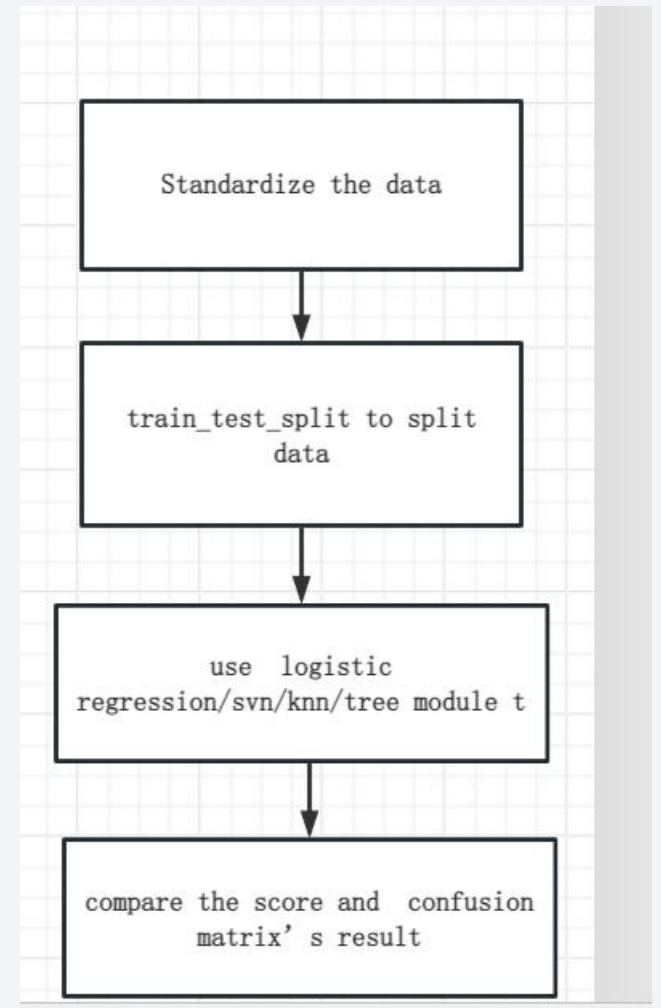 Standardize the data
train_test_split to split
data
use logistic
regression/svn/knn/tree module t
compare the score and confusion
matrix’s result